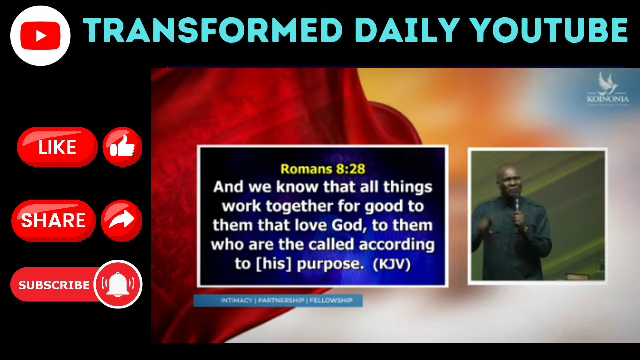 TRANSFORMED DAILY YOUTUBE
KOINONIA
LIKE
SHARE
SUBSCRIBE
Romans 8:28
And we know that all things
work together for good to
them that love God, to them
who are the called according
to [his] purpose. (KJV)
INTIMACY | PARTNERSHIP | FELLOWSHIP